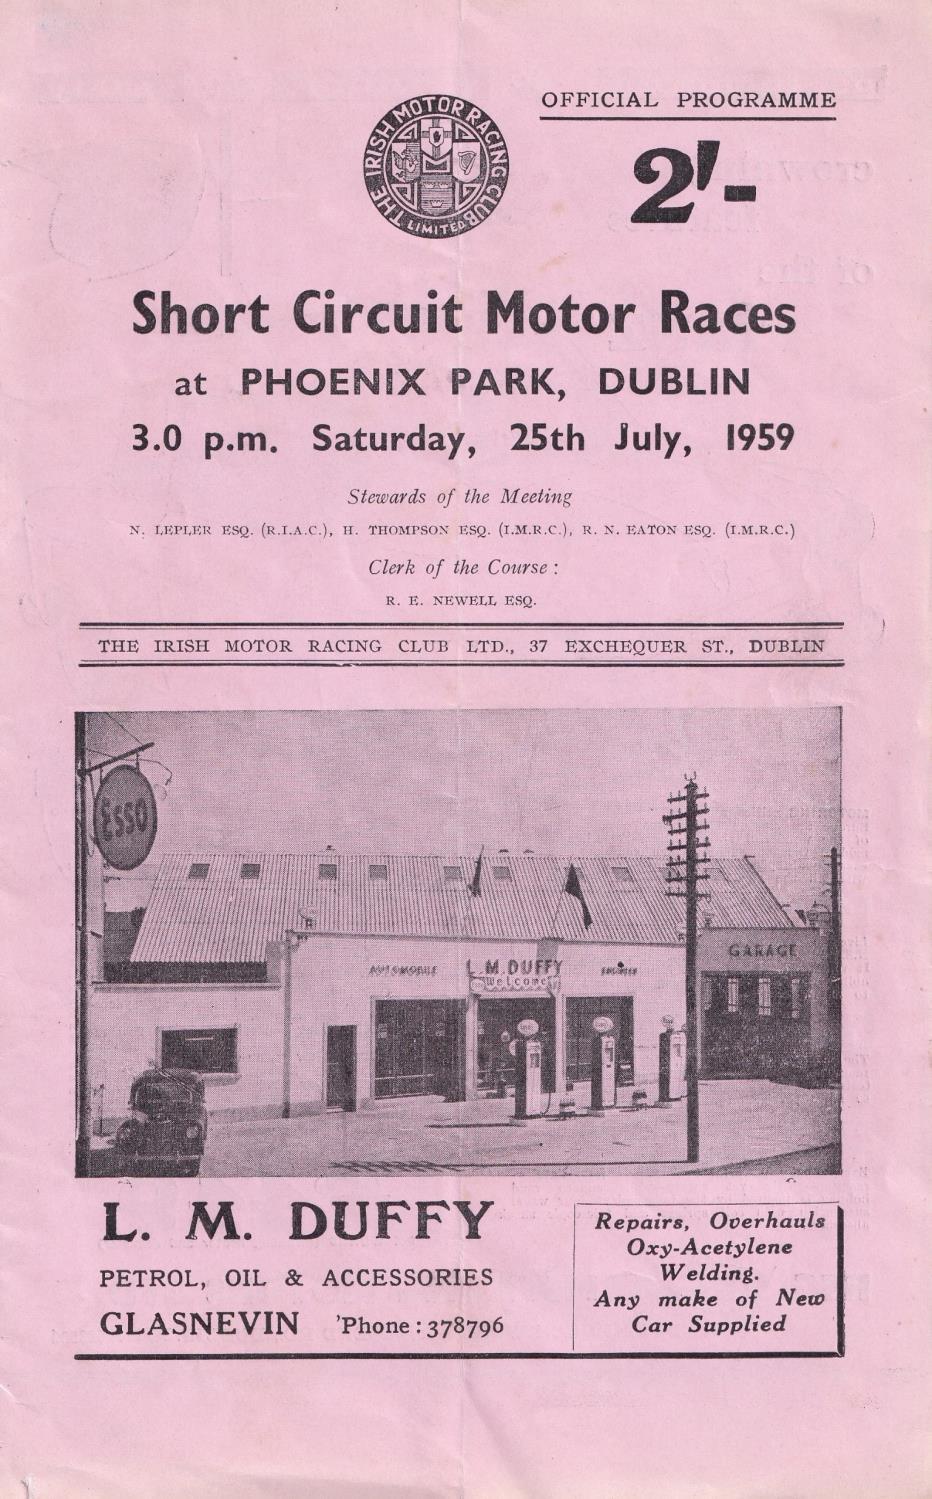 THE IRISH MOTOR RACING CLUB
LIMITED
OFFICIAL PROGRAMME
2/-
Short Circuit Motor Races
at PHOENIX PARK, DUBLIN
3.0 p.m. Saturday, 25th July, 1959
Stewards of the Meeting
N. LEPLER ESQ. (R.I.A.C.), H. THOMPSON ESQ. (I.M.R.C.), R. N. EATON ESQ. (I.M.R.C.)
Clerk of the Course :
R. E. NEWELL ESQ.
THE IRISH MOTOR RACING CLUB LTD., 37 EXCHEQUER ST., DUBLIN
Esso
GARAGE
AUTOMOBILE L. M. DUFFY ENGINEER
Welcome
L. M. DUFFY
PETROL, OIL & ACCESSORIES
GLASNEVIN 'Phone : 378796
Repairs, Overhauls
Oxy-Acetylene
Welding.
Any make of New
Car Supplied